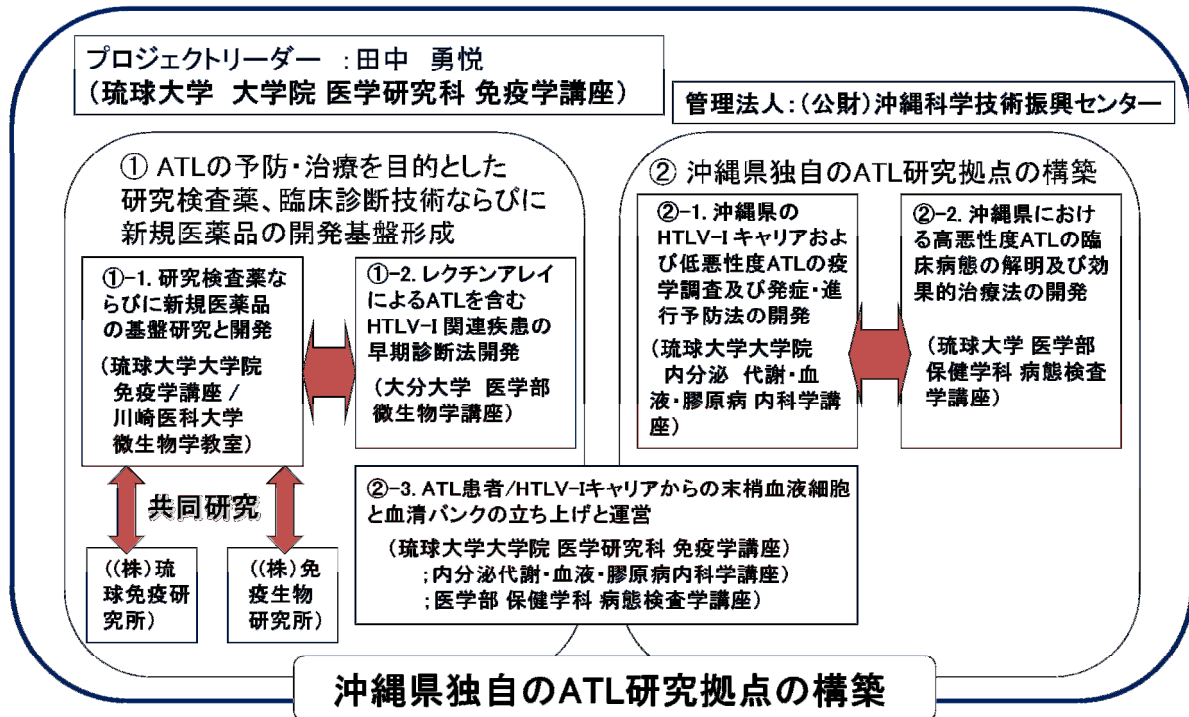 プロジェクトリーダー ：田中 勇悦
(琉球大学 大学院 医学研究科 免疫学講座)
管理法人：(公財)沖縄科学技術振興センター
① ATLの予防・治療を目的とした
研究検査薬、臨床診断技術ならびに
新規医薬品の開発基盤形成
①-1. 研究検査薬な
らびに新規医薬品
の基盤研究と開発
(琉球大学大学院
免疫学講座 /
川崎医科大学
微生物学教室)
①-2. レクチンアレイ
によるATLを含む
HTLV-I 関連疾患の
早期診断法開発
(大分大学 医学部
微生物学講座)
共同研究
((株)琉
球免疫研
究所)
((株)免
疫生物
研究所)
② 沖縄県独自のATL研究拠点の構築
②-1. 沖縄県の
HTLV-I キャリアおよ
び低悪性度ATLの疫
学調査及び発症・進
行予防法の開発
(琉球大学大学院
内分泌 代謝・血
液・膠原病 内科学講
座)
②-2. 沖縄県におけ
る高悪性度ATLの臨
床病態の解明及び効
果的治療法の開発
(琉球大学 医学部
保健学科 病態検査
学講座)
②-3. ATL患者/HTLV-Iキャリアからの末梢血液細胞
と血清バンクの立ち上げと運営
(琉球大学大学院 医学研究科 免疫学講座)
;内分泌代謝・血液・膠原病内科学講座)
;医学部 保健学科 病態検査学講座)
沖縄県独自のATL研究拠点の構築